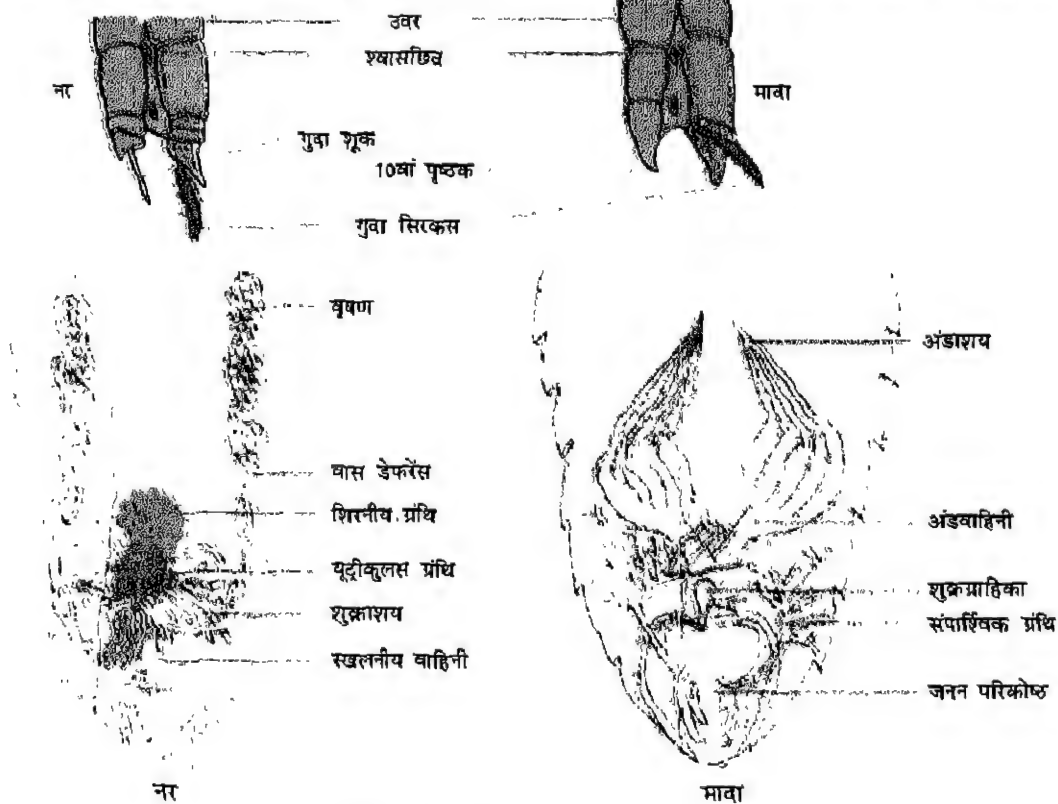 उदर
श्वासछिद्र
नर
मादा
गुदा शूक
10वां पृष्ठक
गुदा सिरकस
वृषण
अंडाशय
वास डेफरेंस
शिश्नीय ग्रंथि
अंडवाहिनी
यूट्रीकुलस ग्रंथि
शुक्रग्राहिका
शुक्राशय
संपार्श्विक ग्रंथि
स्खलनीय वाहिनी
जनन परिकोष्ठ
नर
मादा